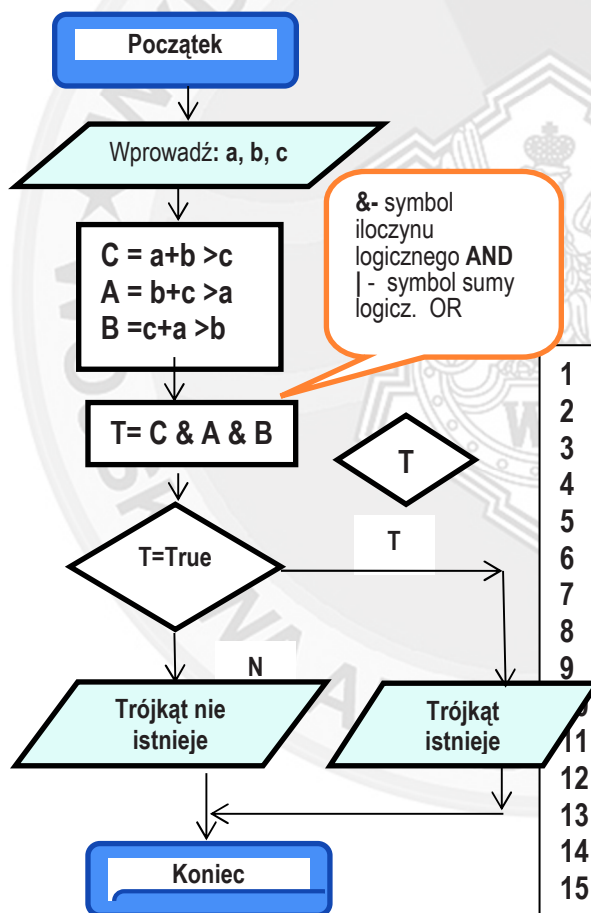 Początek
Wprowadź: a, b, c
C = a+b >c
A = b+c >a
B =c+a >b
&- symbol
iloczynu
logicznego AND
| - symbol sumy
logicz. OR
T= C & A & B
T
T=True
T
N
Trójkąt nie
istnieje
Trójkąt
istnieje
Koniec
1
2
3
4
5
6
7
8
9
11
12
13
14
15